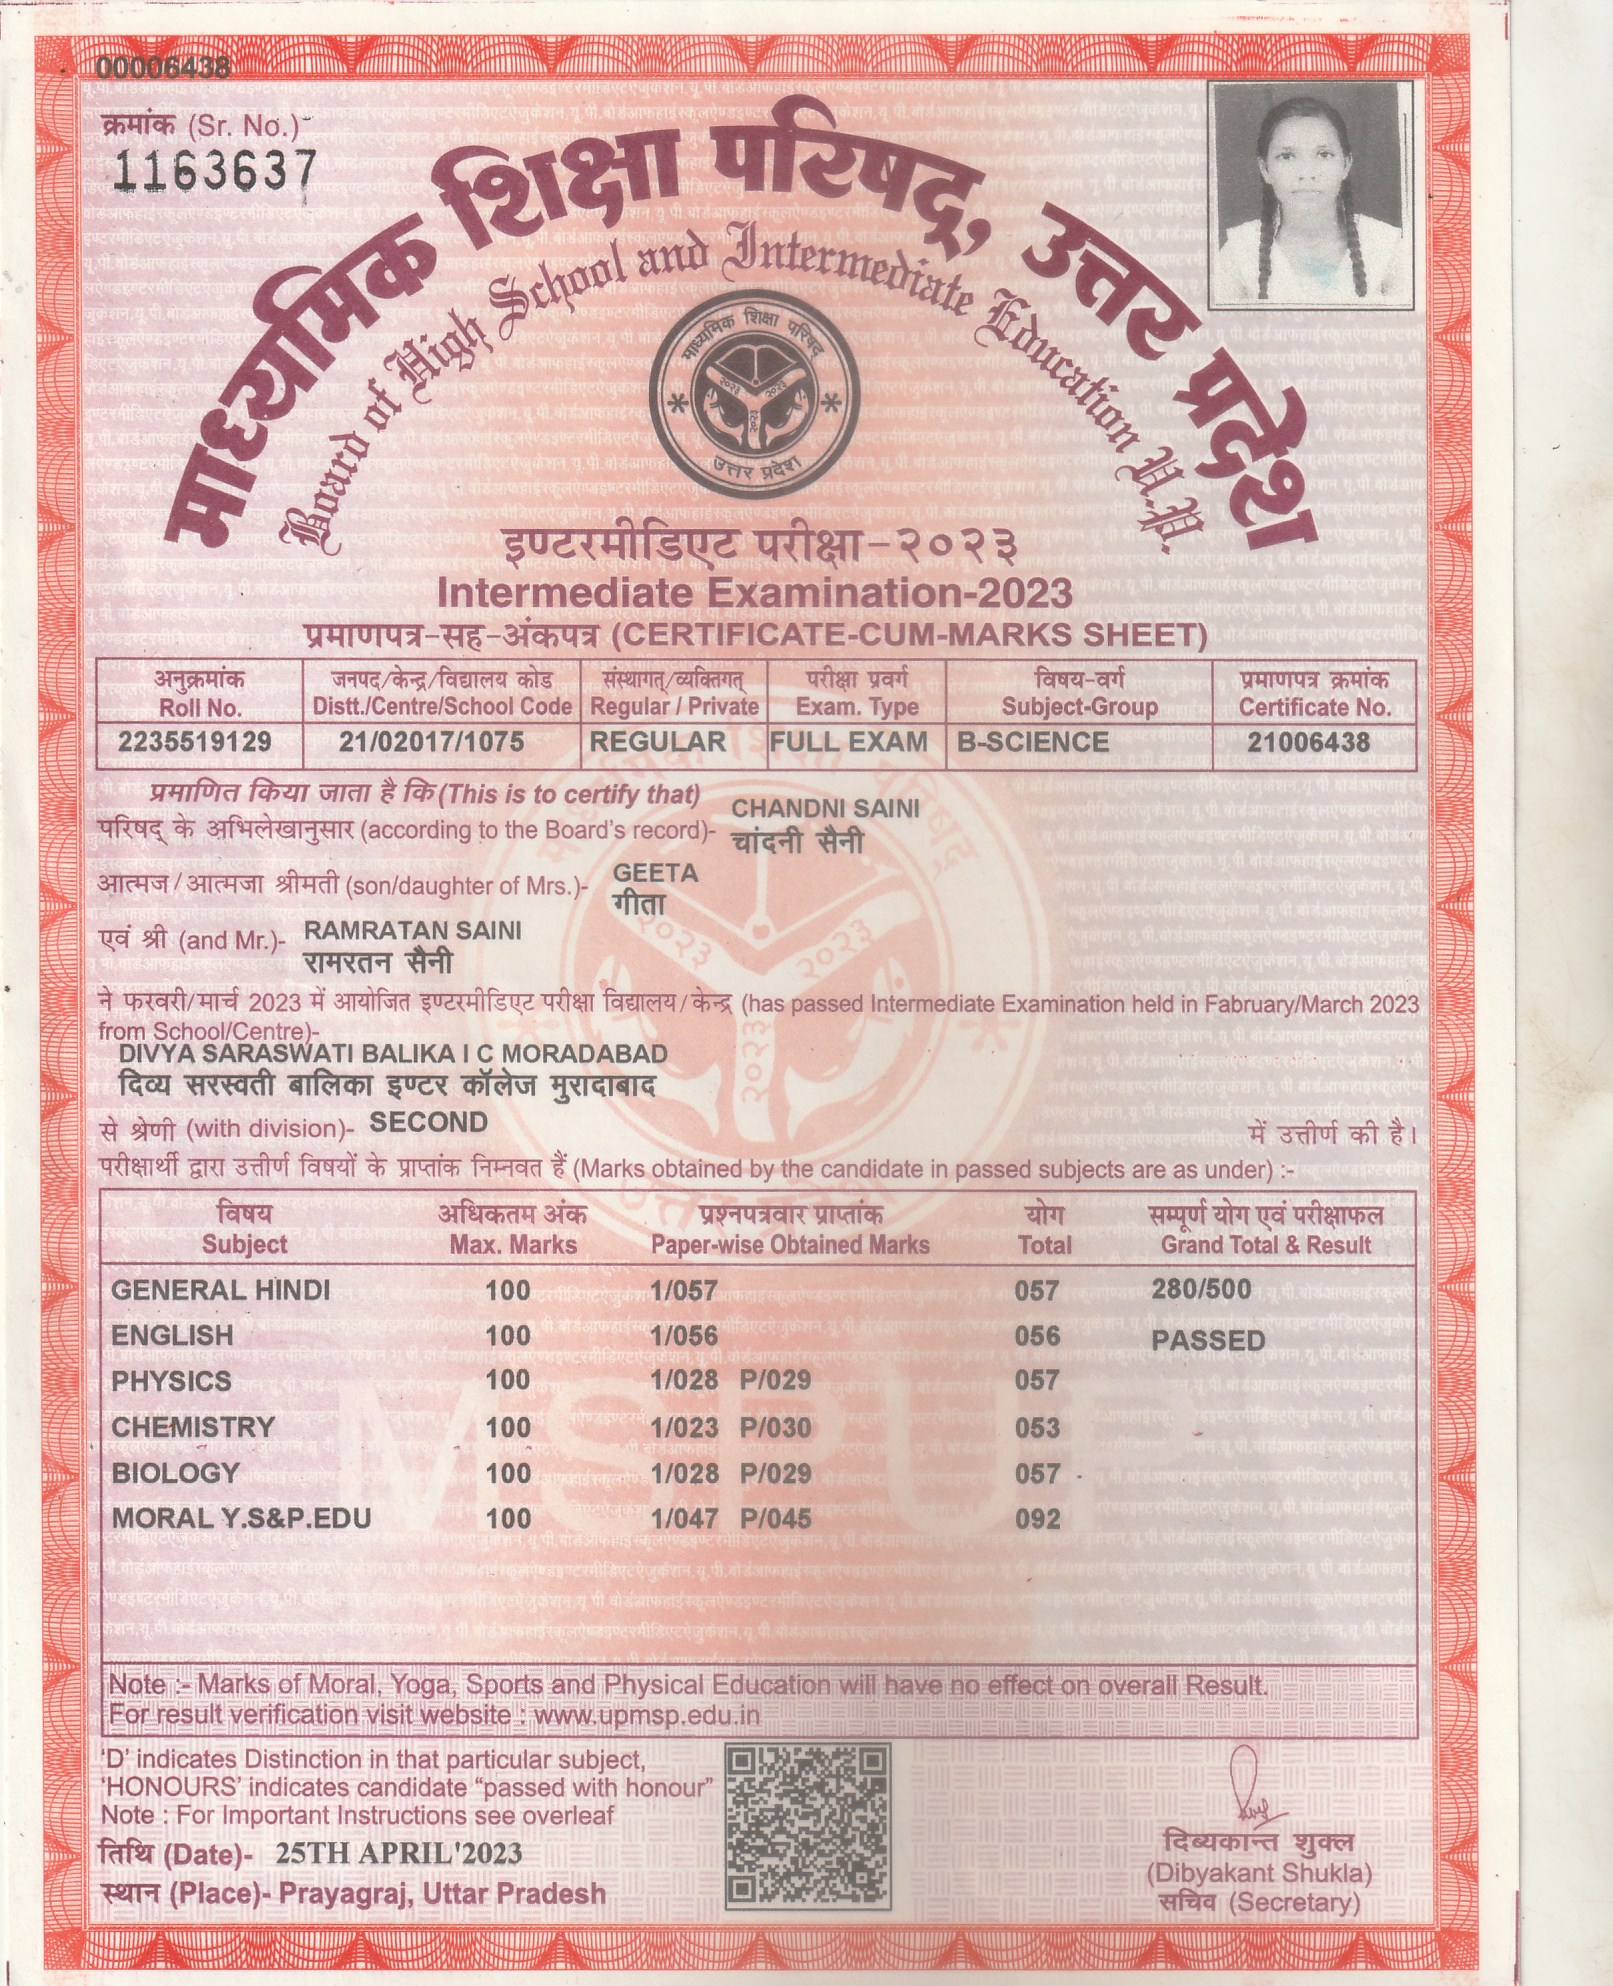 00006438
क्रमांक (Sr. No.)-
1163637
माध्यमिक शिक्षा परिषद्, उत्तर प्रदेश
Board of High School and Intermediate Education U.P.
माध्यमिक शिक्षा परिषद्
२०२३ २०२३
२०२३
उत्तर प्रदेश
इण्टरमीडिएट परीक्षा-२०२३
Intermediate Examination-2023
प्रमाणपत्र-सह-अंकपत्र (CERTIFICATE-CUM-MARKS SHEET)
अनुक्रमांक जनपद/केन्द्र/विद्यालय कोड संस्थागत्/व्यक्तिगत् परीक्षा प्रवर्ग विषय-वर्ग प्रमाणपत्र क्रमांक
Roll No. Distt./Centre/School Code Regular / Private Exam. Type Subject-Group Certificate No.
2235519129 21/02017/1075 REGULAR FULL EXAM B-SCIENCE 21006438
प्रमाणित किया जाता है कि (This is to certify that) CHANDNI SAINI
परिषद् के अभिलेखानुसार (according to the Board's record)- चांदनी सैनी
आत्मज/आत्मजा श्रीमती (son/daughter of Mrs.)- GEETA
गीता
एवं श्री (and Mr.)- RAMRATAN SAINI
रामरतन सैनी
ने फरवरी/मार्च 2023 में आयोजित इण्टरमीडिएट परीक्षा विद्यालय/केन्द्र (has passed Intermediate Examination held in Fabruary/March 2023
from School/Centre)-
DIVYA SARASWATI BALIKA I C MORADABAD
दिव्य सरस्वती बालिका इण्टर कॉलेज मुरादाबाद
से श्रेणी (with division)- SECOND में उत्तीर्ण की है।
परीक्षार्थी द्वारा उत्तीर्ण विषयों के प्राप्तांक निम्नवत हैं (Marks obtained by the candidate in passed subjects are as under) :-
विषय अधिकतम अंक प्रश्नपत्रवार प्राप्तांक योग सम्पूर्ण योग एवं परीक्षाफल
Subject Max. Marks Paper-wise Obtained Marks Total Grand Total & Result
GENERAL HINDI 100 1/057 057 280/500
ENGLISH 100 1/056 056 PASSED
PHYSICS 100 1/028 P/029 057
CHEMISTRY 100 1/023 P/030 053
BIOLOGY 100 1/028 P/029 057
MORAL Y.S&P.EDU 100 1/047 P/045 092
MSPUP
Note :- Marks of Moral, Yoga, Sports and Physical Education will have no effect on overall Result.
For result verification visit website : www.upmsp.edu.in
'D' indicates Distinction in that particular subject,
'HONOURS' indicates candidate "passed with honour"
Note : For Important Instructions see overleaf
तिथि (Date)- 25TH APRIL'2023
स्थान (Place)- Prayagraj, Uttar Pradesh
दिब्यकान्त शुक्ल
(Dibyakant Shukla)
सचिव (Secretary)